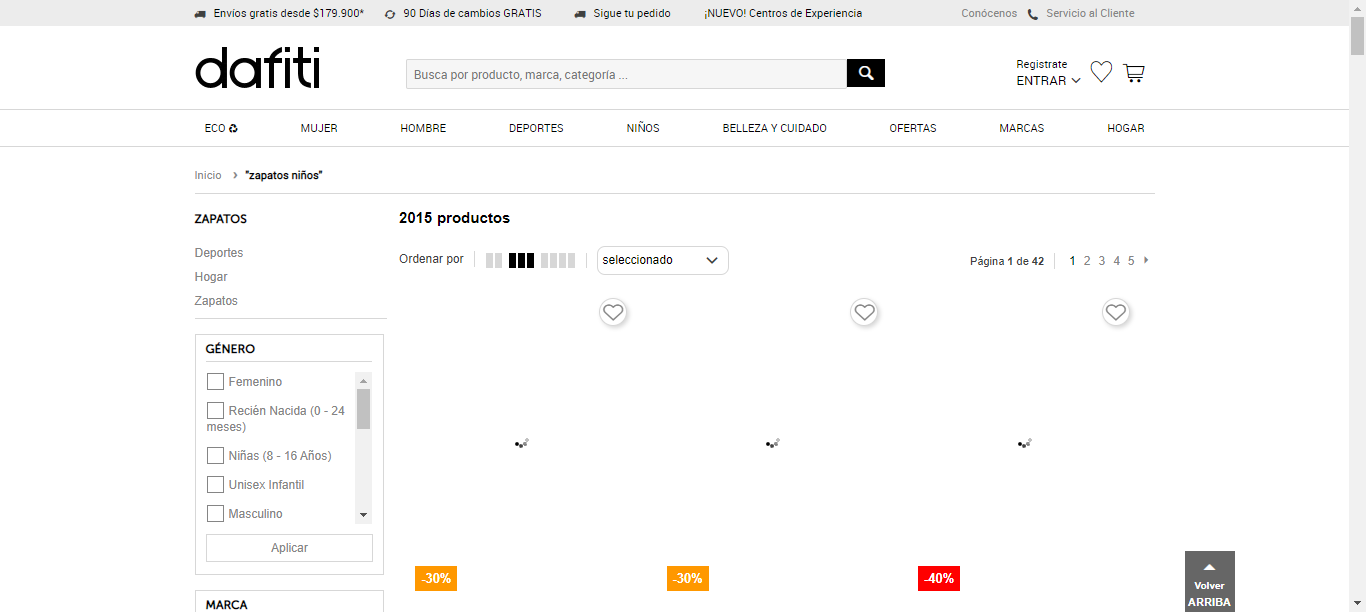 Envíos gratis desde $179.900*
90 Días de cambios GRATIS
Sigue tu pedido
¡NUEVO! Centros de Experiencia
Conócenos
Servicio al Cliente
dafiti
Busca por producto, marca, categoría ...
Registrate
ENTRAR
ECO ♻
MUJER
HOMBRE
DEPORTES
NIÑOS
BELLEZA Y CUIDADO
OFERTAS
MARCAS
HOGAR
Inicio > "zapatos niños"
ZAPATOS
Deportes
Hogar
Zapatos
GÉNERO
Femenino
Recién Nacida (0 - 24
meses)
Niñas (8 - 16 Años)
Unisex Infantil
Masculino
Aplicar
MARCA
2015 productos
Ordenar por
seleccionado
Página 1 de 42
1 2 3 4 5
-30%
-30%
-40%
Volver
ARRIBA